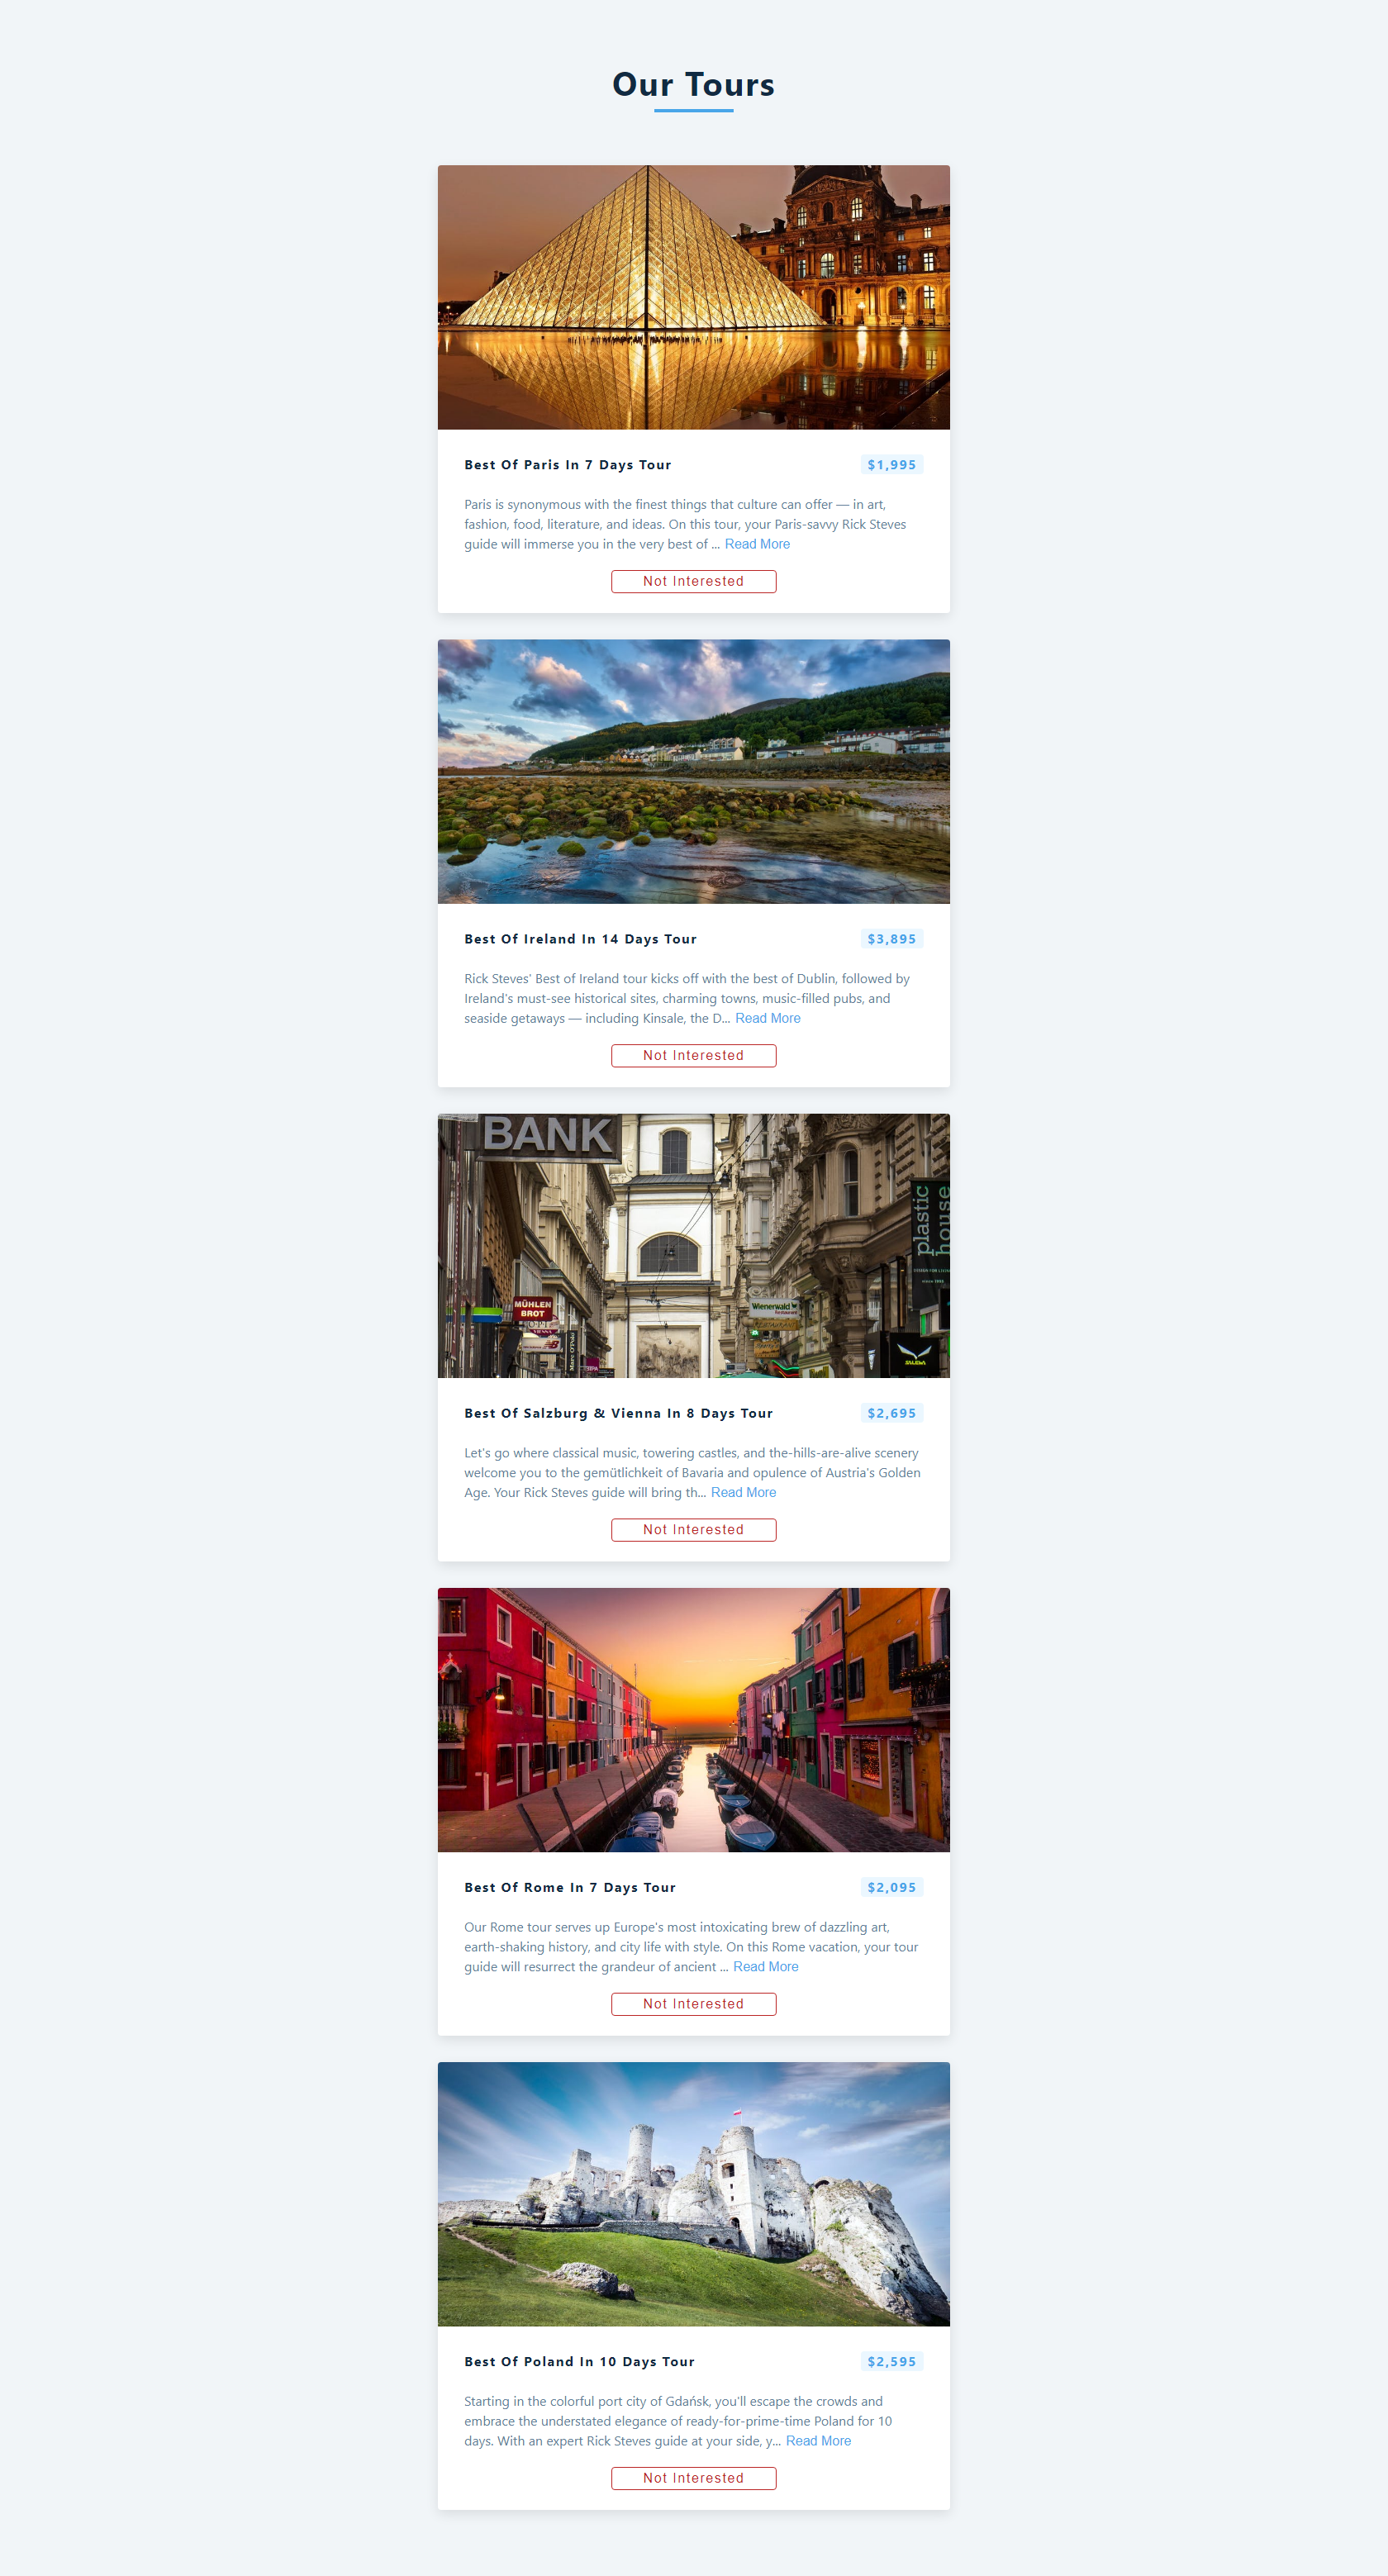 Our Tours
Best Of Paris In 7 Days Tour
$1,995
Paris is synonymous with the finest things that culture can offer — in art,
fashion, food, literature, and ideas. On this tour, your Paris-savvy Rick Steves
guide will immerse you in the very best of ... Read More
Not Interested
Best Of Ireland In 14 Days Tour
$3,895
Rick Steves' Best of Ireland tour kicks off with the best of Dublin, followed by
Ireland's must-see historical sites, charming towns, music-filled pubs, and
seaside getaways — including Kinsale, the D... Read More
Not Interested
BANK
plastic
house
MÜHLEN
BROT
Wienerwald
SALEWA
Best Of Salzburg & Vienna In 8 Days Tour
$2,695
Let's go where classical music, towering castles, and the-hills-are-alive scenery
welcome you to the gemütlichkeit of Bavaria and opulence of Austria's Golden
Age. Your Rick Steves guide will bring th... Read More
Not Interested
Best Of Rome In 7 Days Tour
$2,095
Our Rome tour serves up Europe's most intoxicating brew of dazzling art,
earth-shaking history, and city life with style. On this Rome vacation, your tour
guide will resurrect the grandeur of ancient ... Read More
Not Interested
Best Of Poland In 10 Days Tour
$2,595
Starting in the colorful port city of Gdańsk, you'll escape the crowds and
embrace the understated elegance of ready-for-prime-time Poland for 10
days. With an expert Rick Steves guide at your side, y... Read More
Not Interested